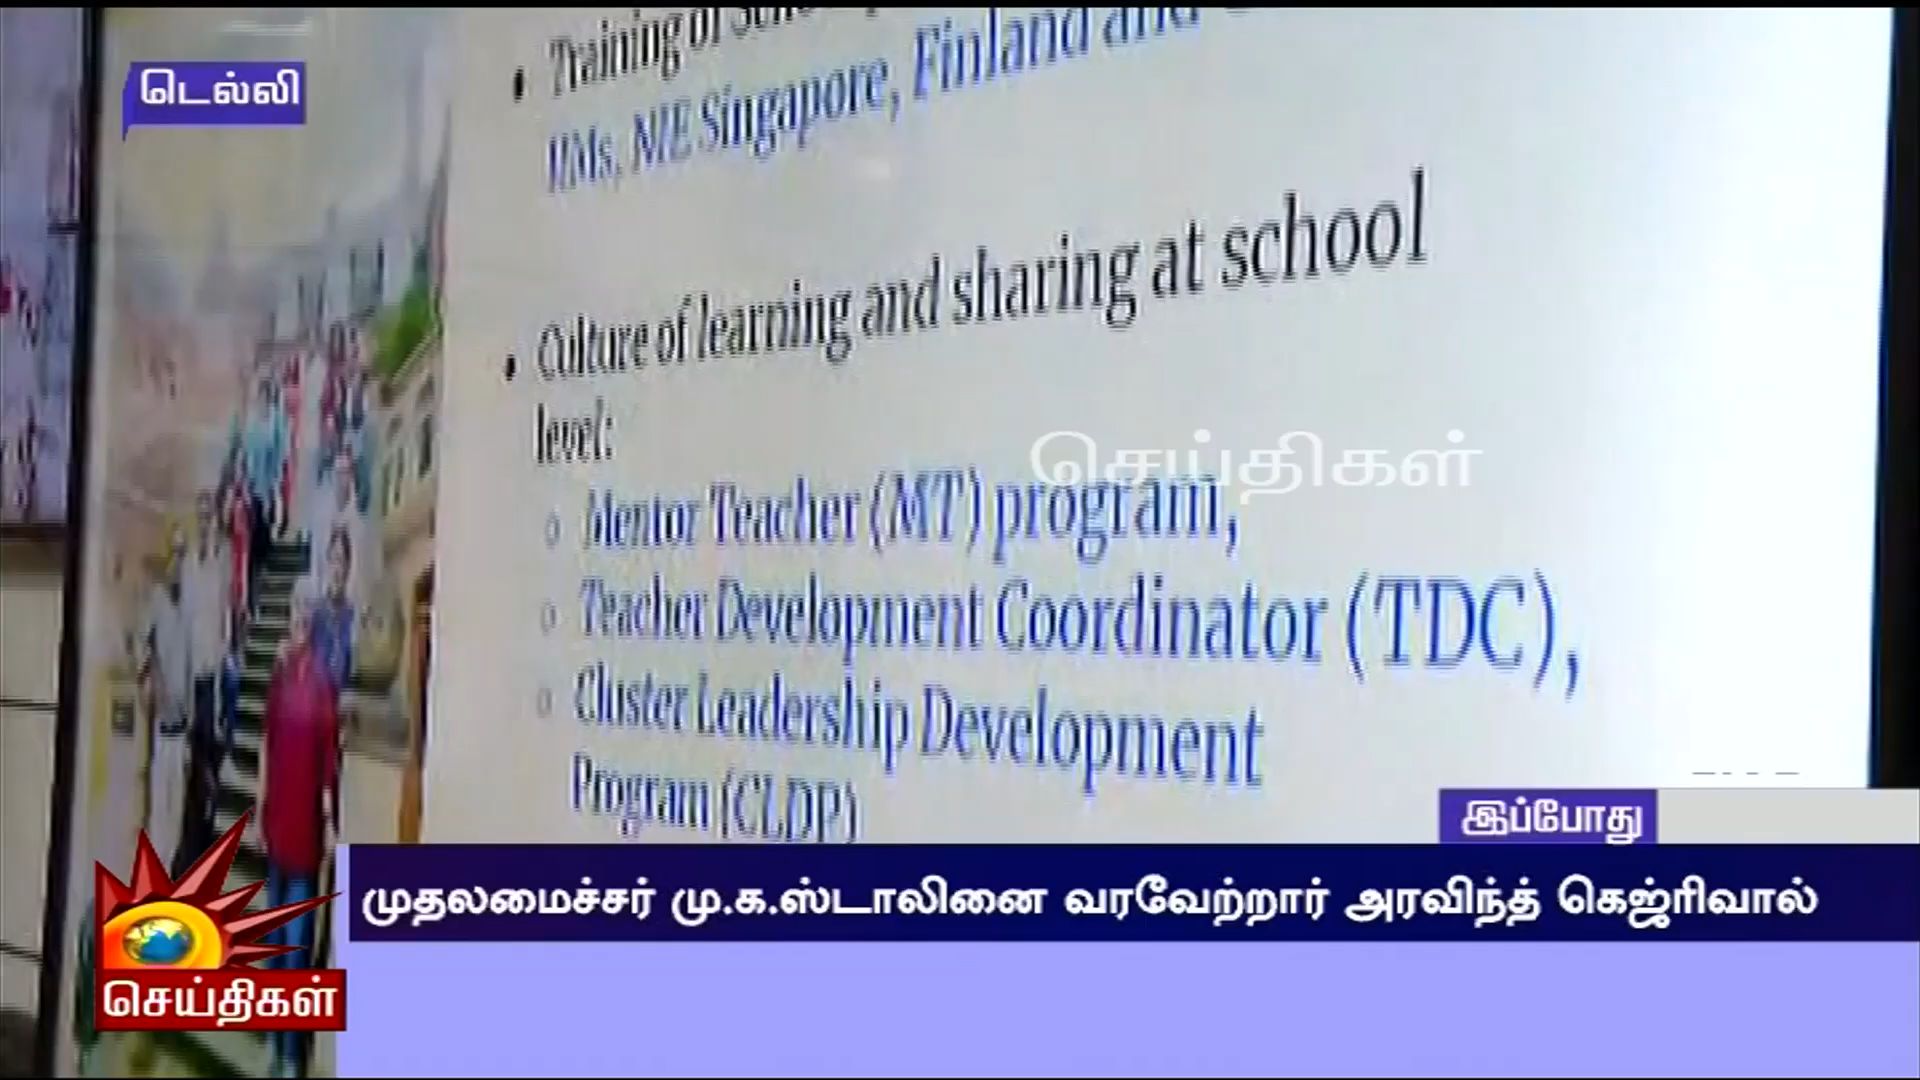 டெல்லி
• Training of
IIMs, NIE Singapore, Finland and
• Culture of learning and sharing at school
level:
செய்திகள்
o Mentor Teacher (MT) program,
o Teacher Development Coordinator (TDC),
o Cluster Leadership Development
Program (CLDP)
இப்போது
முதலமைச்சர் மு.க.ஸ்டாலினை வரவேற்றார் அரவிந்த் கெஜ்ரிவால்
செய்திகள்